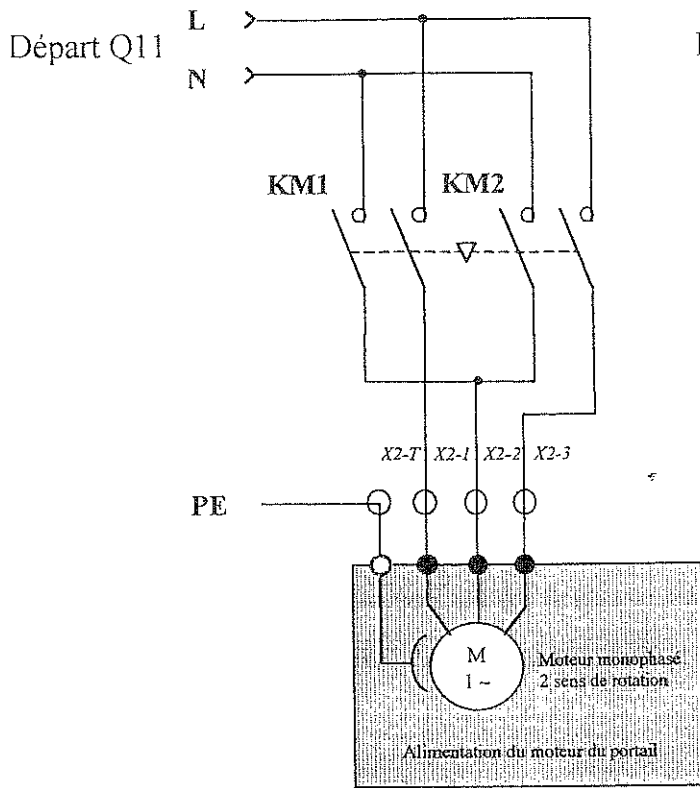 L
Départ Q11
N
KM1 KM2
X2-T X2-1 X2-2 X2-3
PE
M
1 ~
Moteur monophasé
2 sens de rotation
Alimentation du moteur du portail